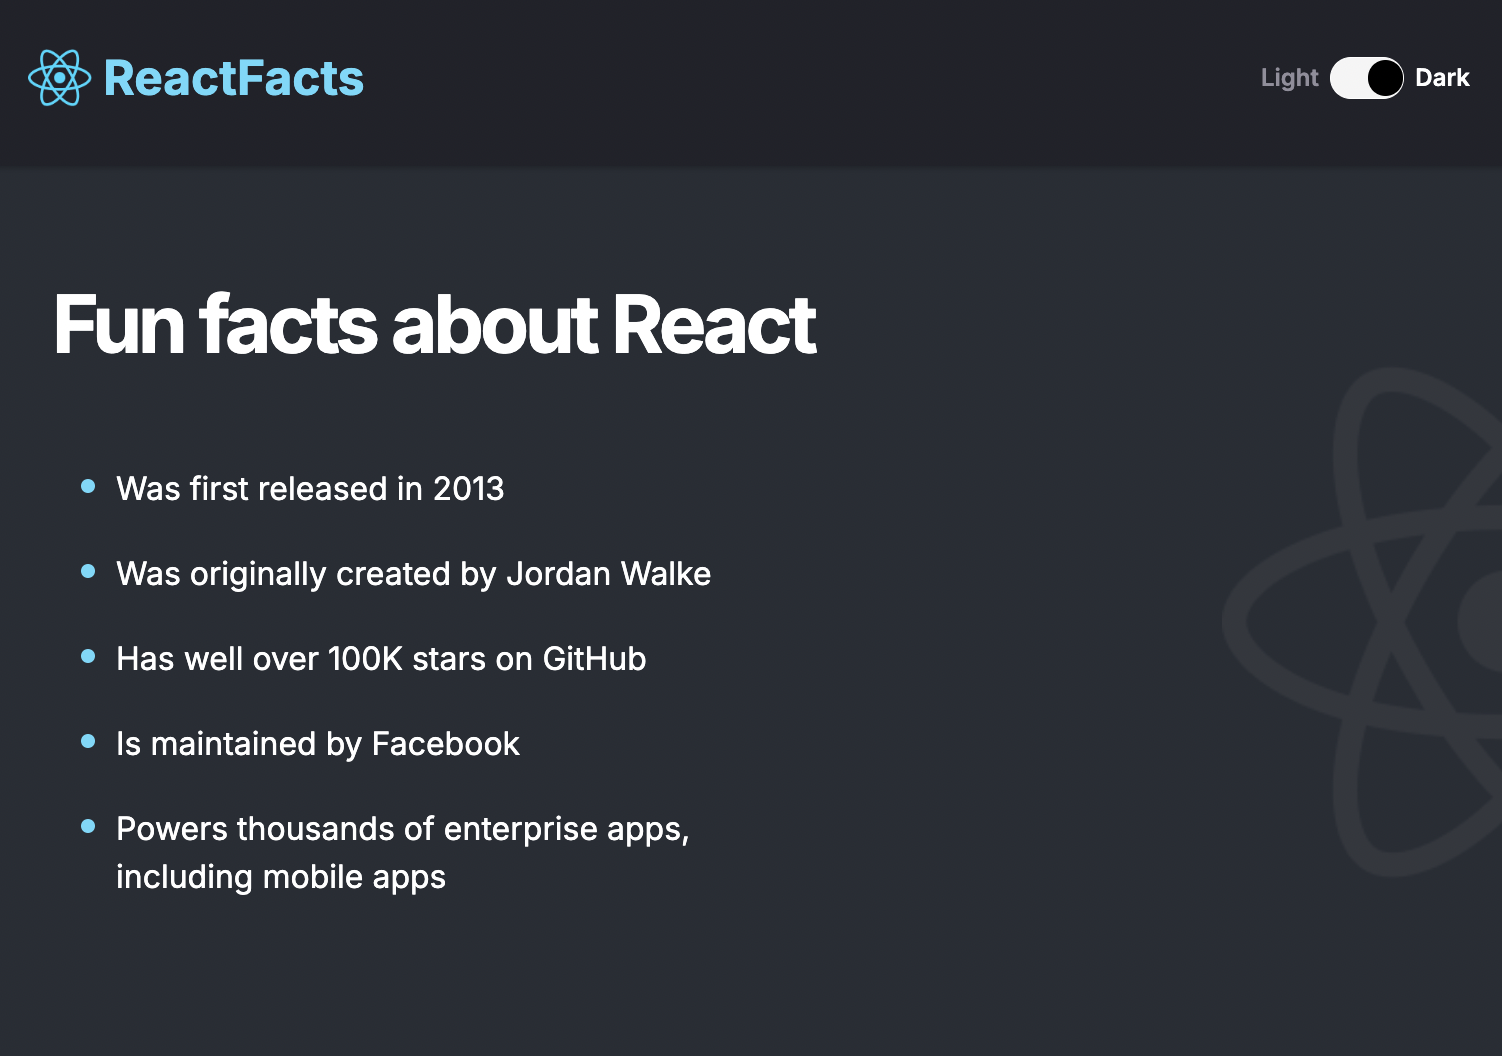 ReactFacts
Light Dark
Fun facts about React
Was first released in 2013
Was originally created by Jordan Walke
Has well over 100K stars on GitHub
Is maintained by Facebook
Powers thousands of enterprise apps,
including mobile apps